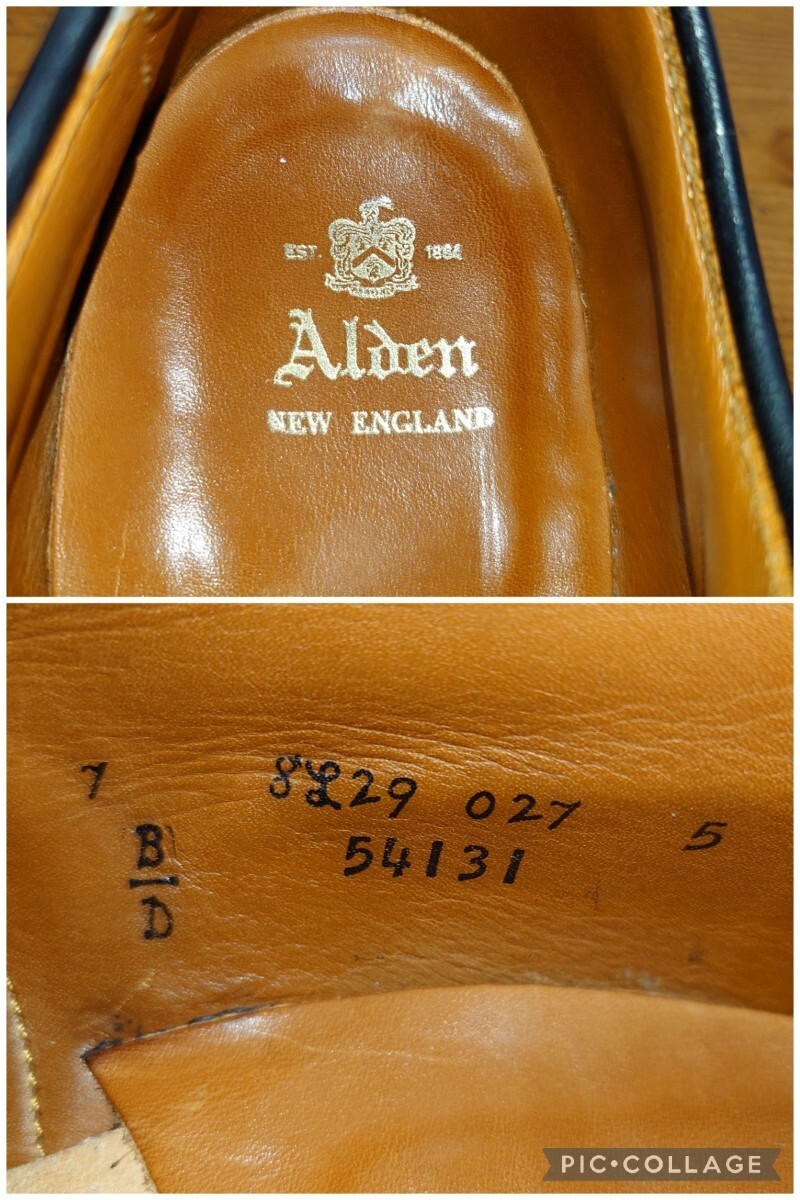 EST. 1884
Alden
NEW ENGLAND
7 8L29 027 5
B 54131
D
PIC•COLLAGE